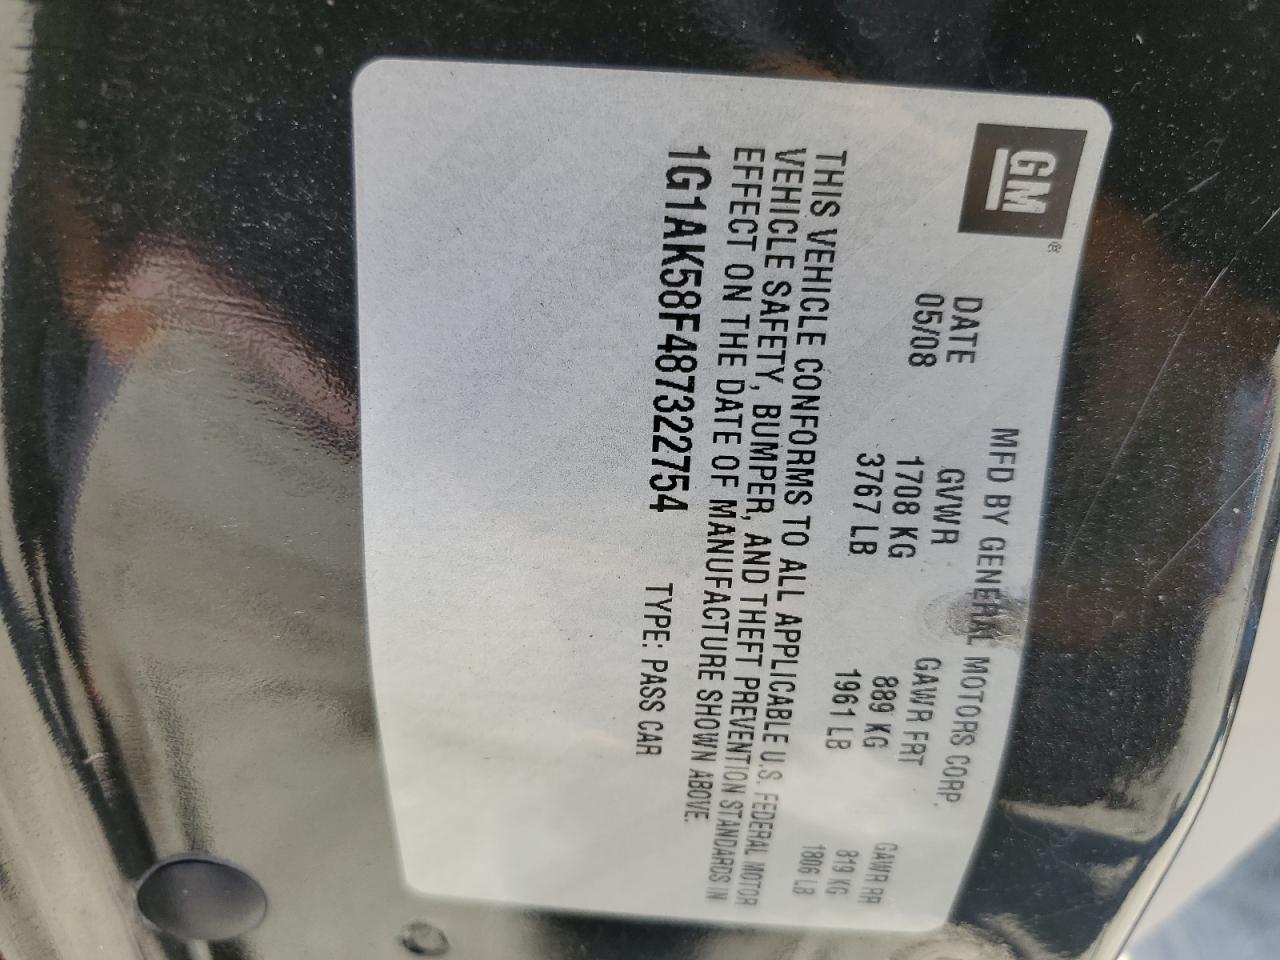 GM®
MFD BY GENERAL MOTORS CORP.
DATE GVWR GAWR FRT GAWR RR
05/08 1708 KG 889 KG 819 KG
3767 LB 1961 LB 1806 LB
THIS VEHICLE CONFORMS TO ALL APPLICABLE U.S. FEDERAL MOTOR
VEHICLE SAFETY, BUMPER, AND THEFT PREVENTION STANDARDS IN
EFFECT ON THE DATE OF MANUFACTURE SHOWN ABOVE.
1G1AK58F487322754 TYPE: PASS CAR